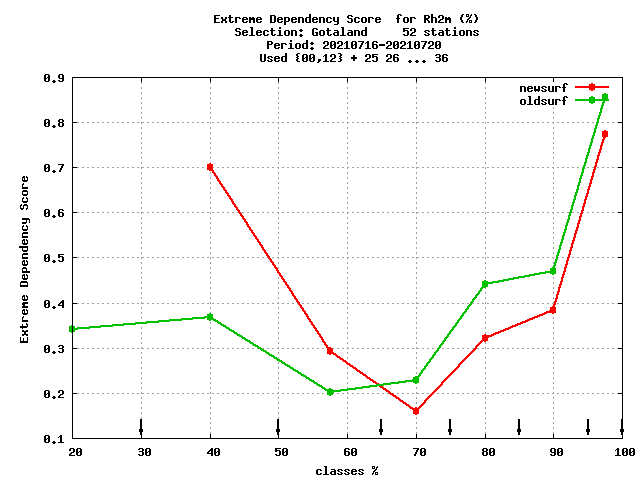 Extreme Dependency Score  for Rh2m (%)
Selection: Gotaland     52 stations
Period: 20210716-20210720
Used {00,12} + 25 26 ... 36
newsurf
oldsurf
Extreme Dependency Score
0.9
0.8
0.7
0.6
0.5
0.4
0.3
0.2
0.1
20 30 40 50 60 70 80 90 100
classes %